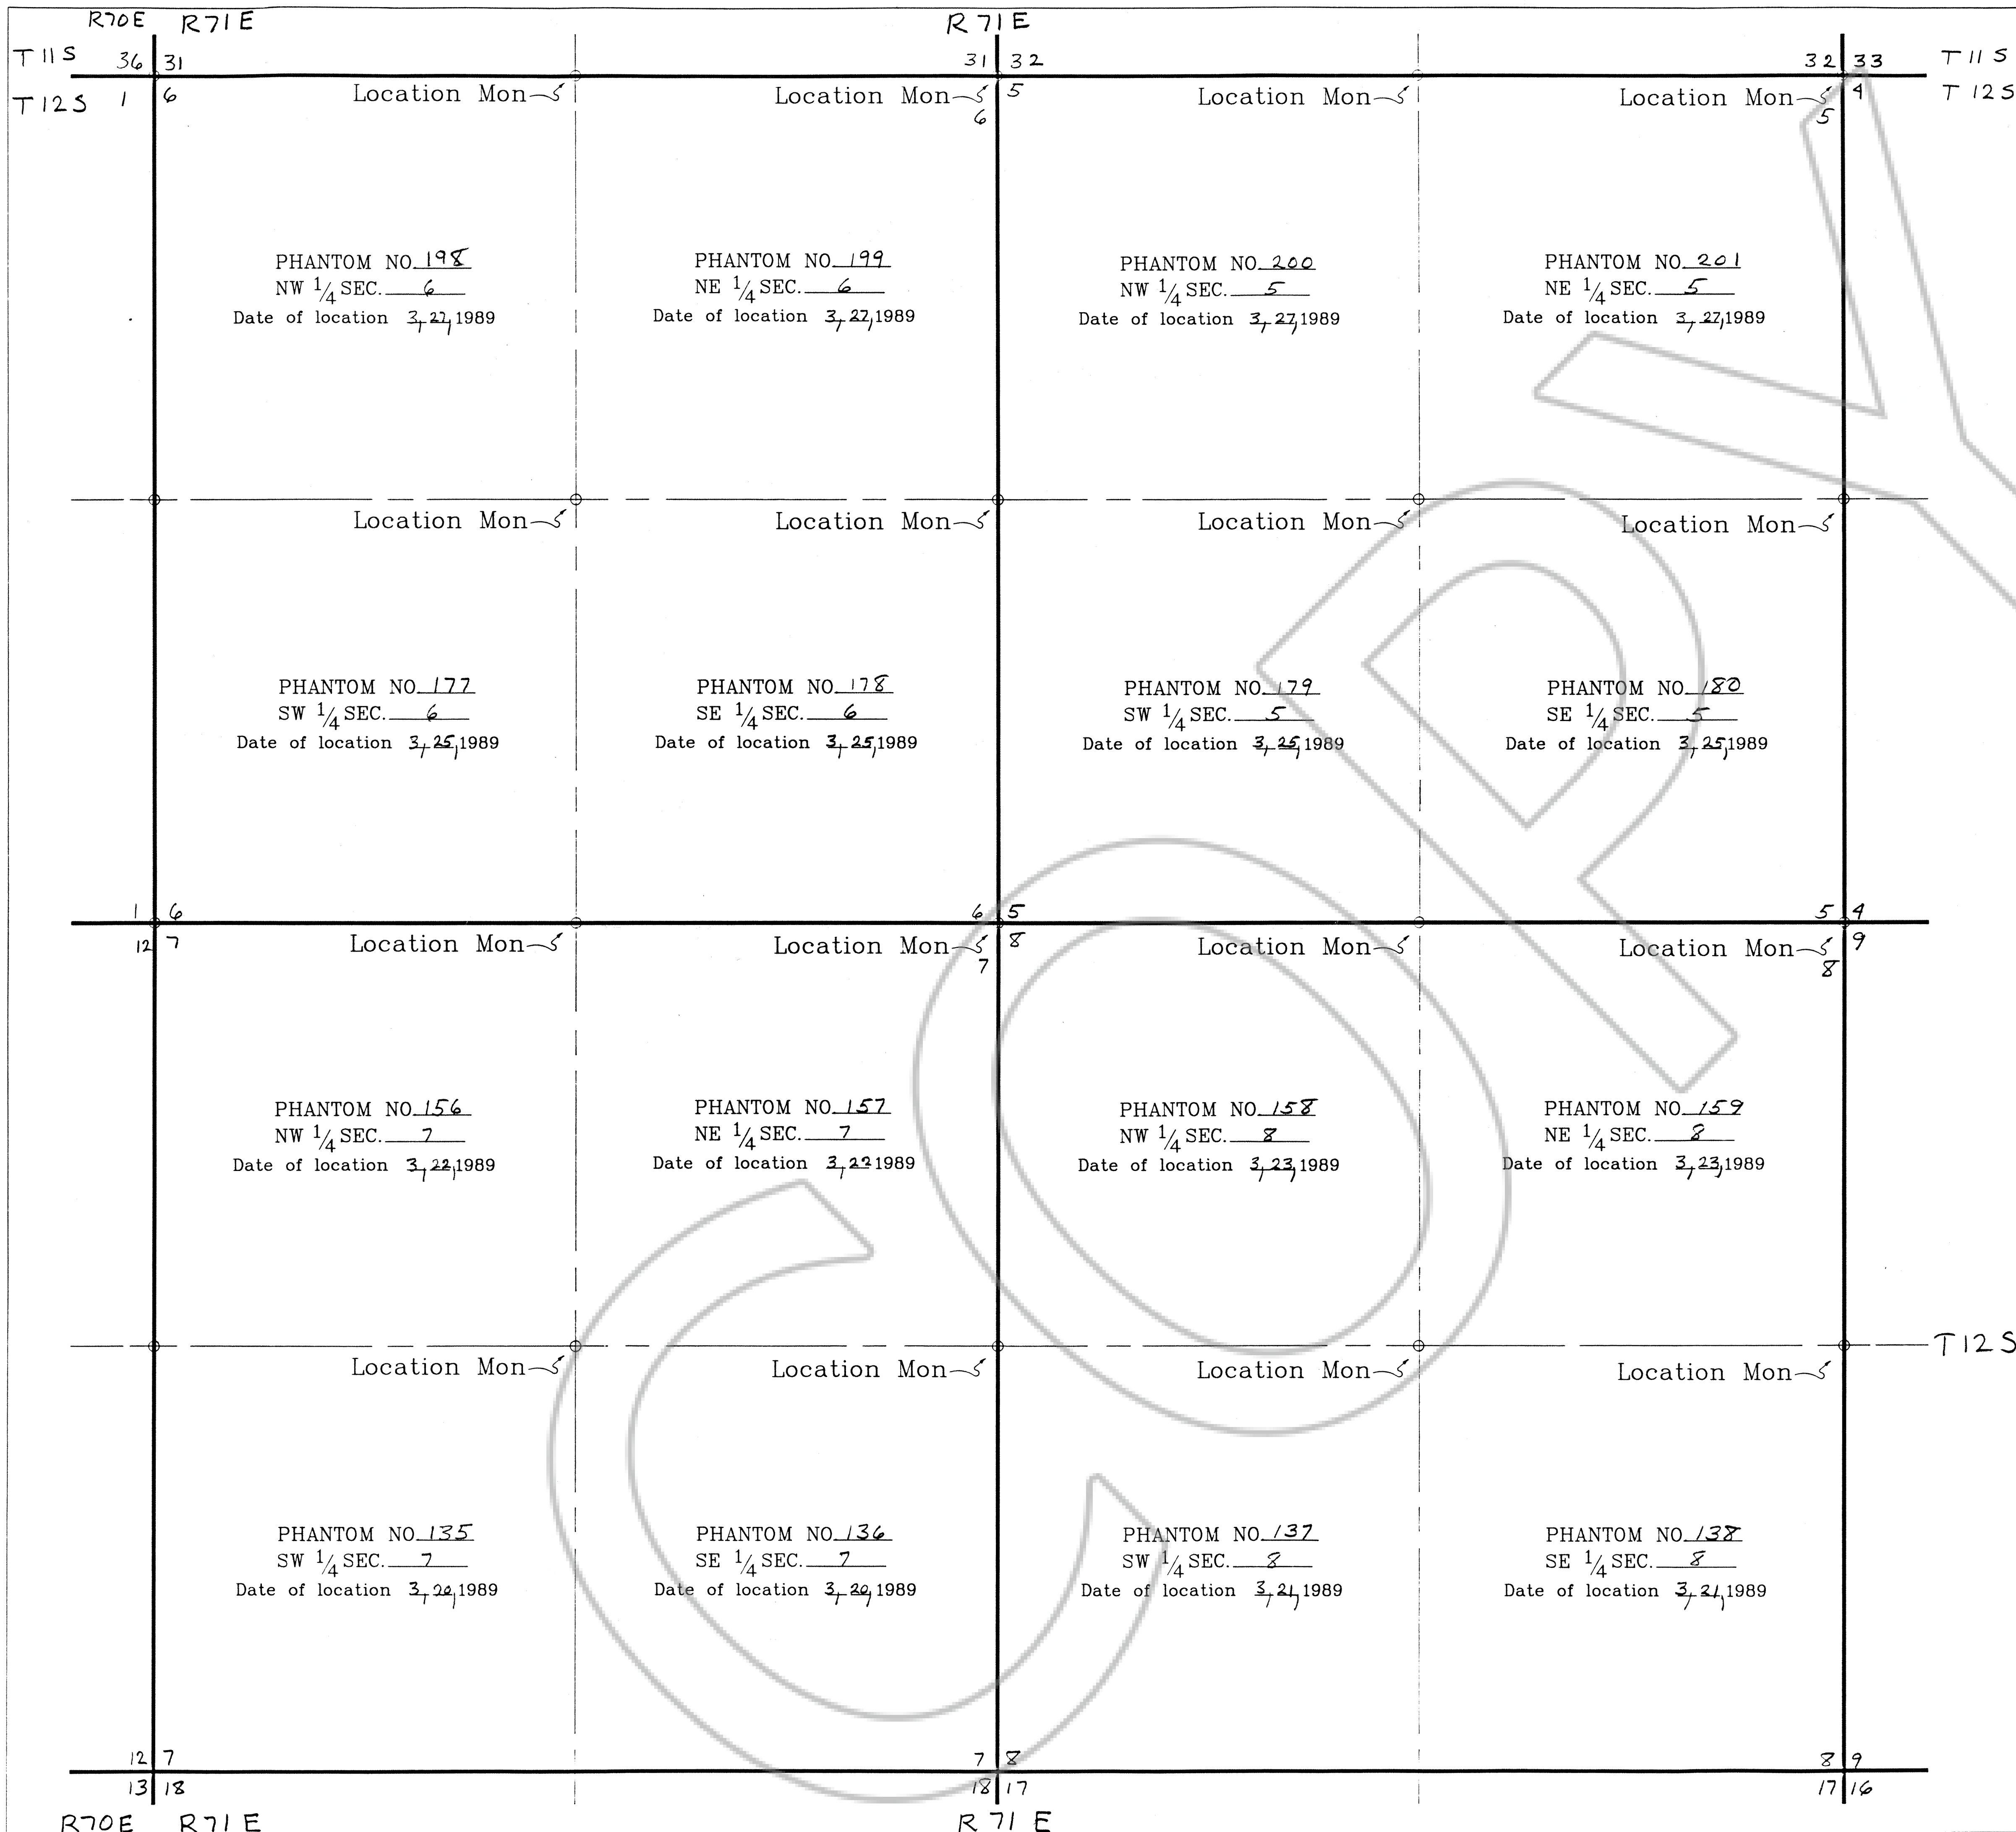 R70E R71E R71E
T11S 36 31 31 32 32 33 T11S
T12S 1 6 Location Mon Location Mon 5 Location Mon Location Mon 4 T12S
6 5
PHANTOM NO. 198
NW 1/4 SEC. 6
Date of location 3, 27, 1989
PHANTOM NO. 199
NE 1/4 SEC. 6
Date of location 3, 27, 1989
PHANTOM NO. 200
NW 1/4 SEC. 5
Date of location 3, 27, 1989
PHANTOM NO. 201
NE 1/4 SEC. 5
Date of location 3, 27, 1989
Location Mon Location Mon Location Mon Location Mon
PHANTOM NO. 177
SW 1/4 SEC. 6
Date of location 3, 25, 1989
PHANTOM NO. 178
SE 1/4 SEC. 6
Date of location 3, 25, 1989
PHANTOM NO. 179
SW 1/4 SEC. 5
Date of location 3, 25, 1989
PHANTOM NO. 180
SE 1/4 SEC. 5
Date of location 3, 25, 1989
1 6 6 5 5 4
12 7 Location Mon Location Mon 8 Location Mon Location Mon 9
7 8
PHANTOM NO. 156
NW 1/4 SEC. 7
Date of location 3, 22, 1989
PHANTOM NO. 157
NE 1/4 SEC. 7
Date of location 3, 22 1989
PHANTOM NO. 158
NW 1/4 SEC. 8
Date of location 3, 23, 1989
PHANTOM NO. 159
NE 1/4 SEC. 8
Date of location 3, 23, 1989
T12S
Location Mon Location Mon Location Mon Location Mon
PHANTOM NO. 135
SW 1/4 SEC. 7
Date of location 3, 20, 1989
PHANTOM NO. 136
SE 1/4 SEC. 7
Date of location 3, 20, 1989
PHANTOM NO. 137
SW 1/4 SEC. 8
Date of location 3, 21, 1989
PHANTOM NO. 138
SE 1/4 SEC. 8
Date of location 3, 21, 1989
12 7 7 8 8 9
13 18 18 17 17 16
R70E R71E R71E
COPY